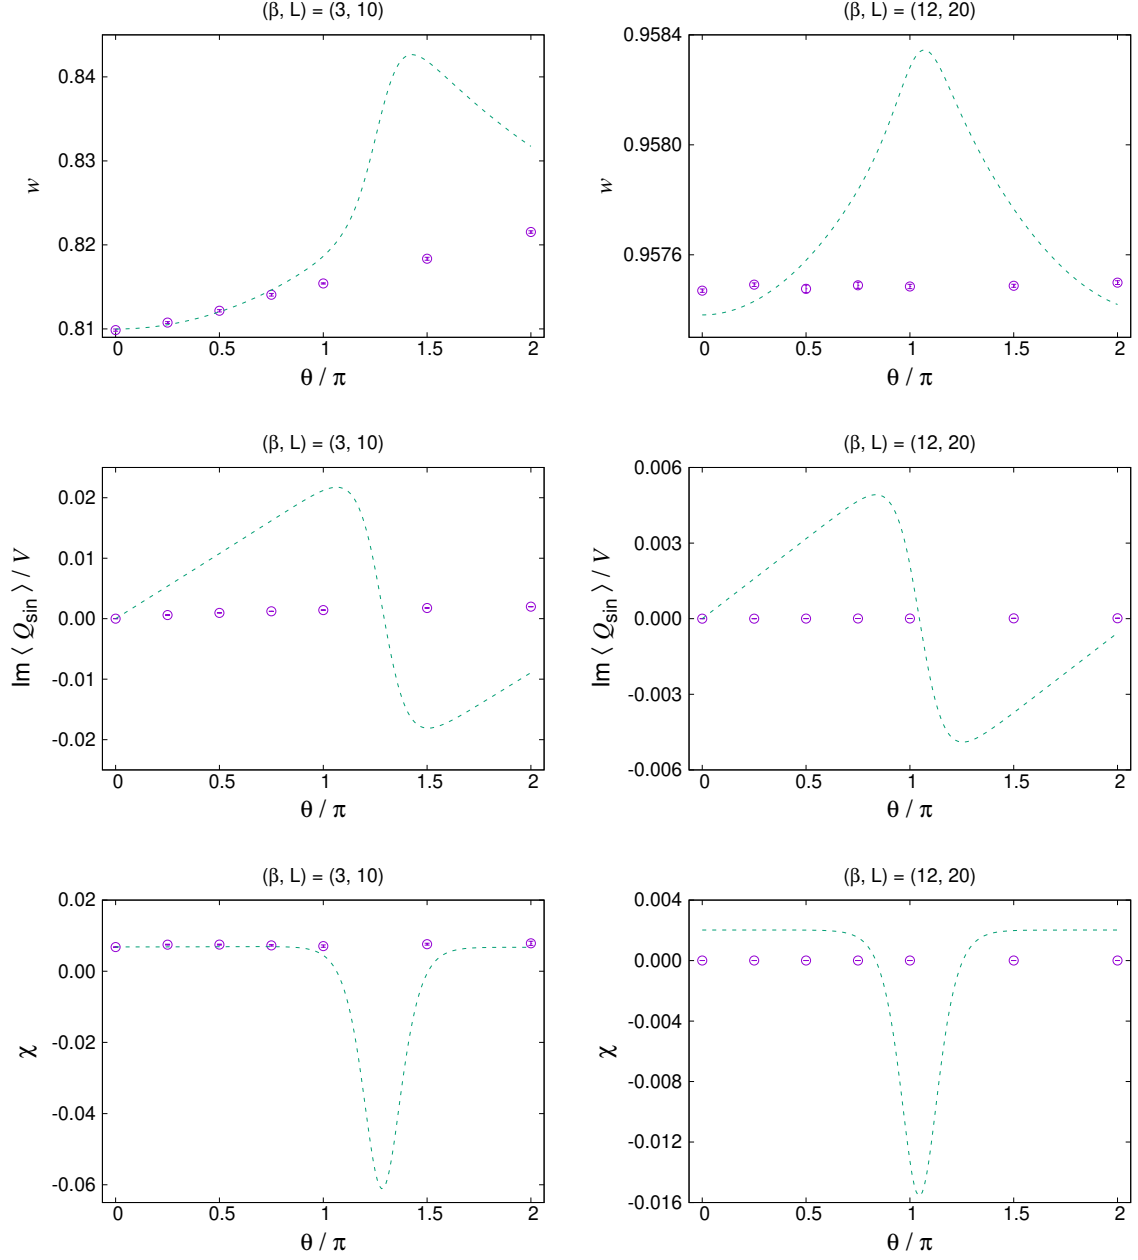 (β, L) = (3, 10)
w
0.84
0.83
0.82
0.81
0 0.5 1 1.5 2
θ / π
(β, L) = (12, 20)
w
0.9584
0.9580
0.9576
0 0.5 1 1.5 2
θ / π
(β, L) = (3, 10)
Im ⟨ Q_sin ⟩ / V
0.02
0.01
0.00
-0.01
-0.02
0 0.5 1 1.5 2
θ / π
(β, L) = (12, 20)
Im ⟨ Q_sin ⟩ / V
0.006
0.003
0.000
-0.003
-0.006
0 0.5 1 1.5 2
θ / π
(β, L) = (3, 10)
χ
0.02
0.00
-0.02
-0.04
-0.06
0 0.5 1 1.5 2
θ / π
(β, L) = (12, 20)
χ
0.004
0.000
-0.004
-0.008
-0.012
-0.016
0 0.5 1 1.5 2
θ / π